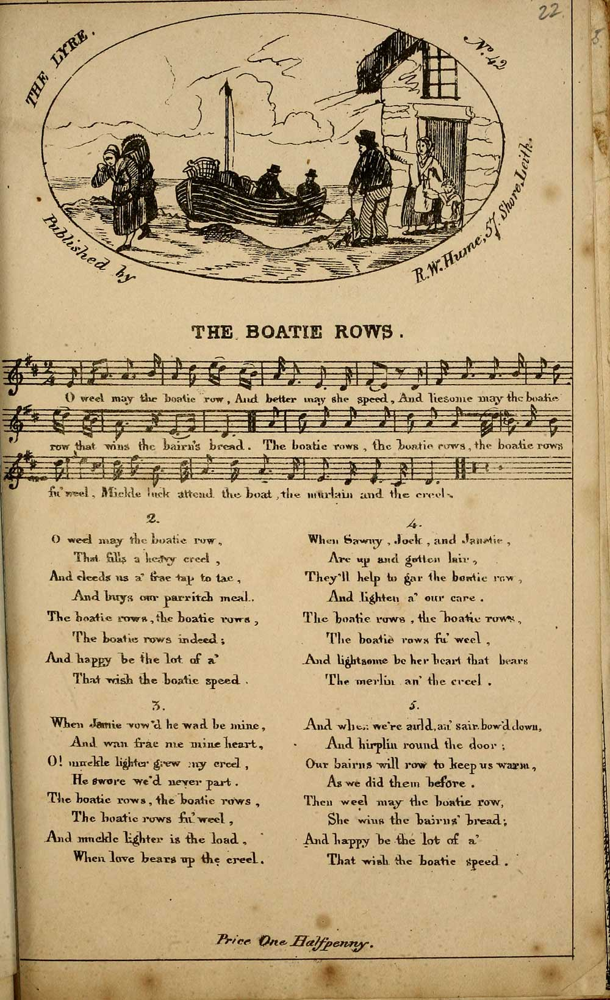 22.
THE LYRE.
No. 42
Published by
R. W. Hume, 57. Shore, Leith.
THE BOATIE ROWS.
2/4
O weel may the boatie row, And better may she speed, And liesome may the boatie
row that wins the bairn's bread. The boatie rows, the boatie rows, the boatie rows
fu' weel, Mickle luck attend the boat, the murlain and the creel.
2.
O weel may the boatie row,
That fills a heavy creel,
And cleeds us a' frae tap to tae,
And buys our parritch meal.
The boatie rows, the boatie rows,
The boatie rows indeed;
And happy be the lot of a'
That wish the boatie speed.
3.
When Jamie vow'd he wad be mine,
And wan frae me mine heart,
O! muckle lighter grew my creel,
He swore we'd never part.
The boatie rows, the boatie rows,
The boatie rows fu' weel,
And muckle lighter is the load,
When love bears up the creel.
4.
When Sawny, Jock, and Janetie,
Are up and gotten lair,
They'll help to gar the boatie row,
And lighten a' our care.
The boatie rows, the boatie rows,
The boatie rows fu' weel,
And lightsome be her heart that bears
The merlin an' the creel.
5.
And when we're auld, an' sair bow'd down,
And hirplin round the door;
Our bairns will row to keep us warm,
As we did them before.
Then weel may the boatie row,
She wins the bairns' bread;
And happy be the lot of a'
That wish the boatie speed.
Price One Halfpenny.